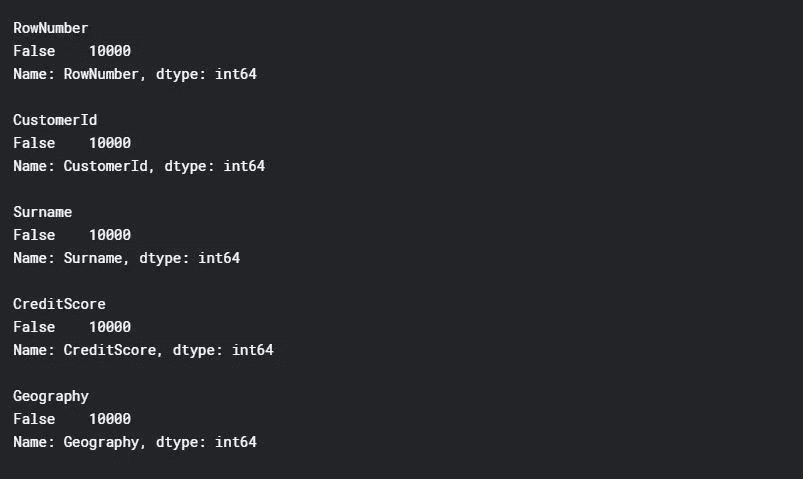 RowNumber
False    10000
Name: RowNumber, dtype: int64

CustomerId
False    10000
Name: CustomerId, dtype: int64

Surname
False    10000
Name: Surname, dtype: int64

CreditScore
False    10000
Name: CreditScore, dtype: int64

Geography
False    10000
Name: Geography, dtype: int64